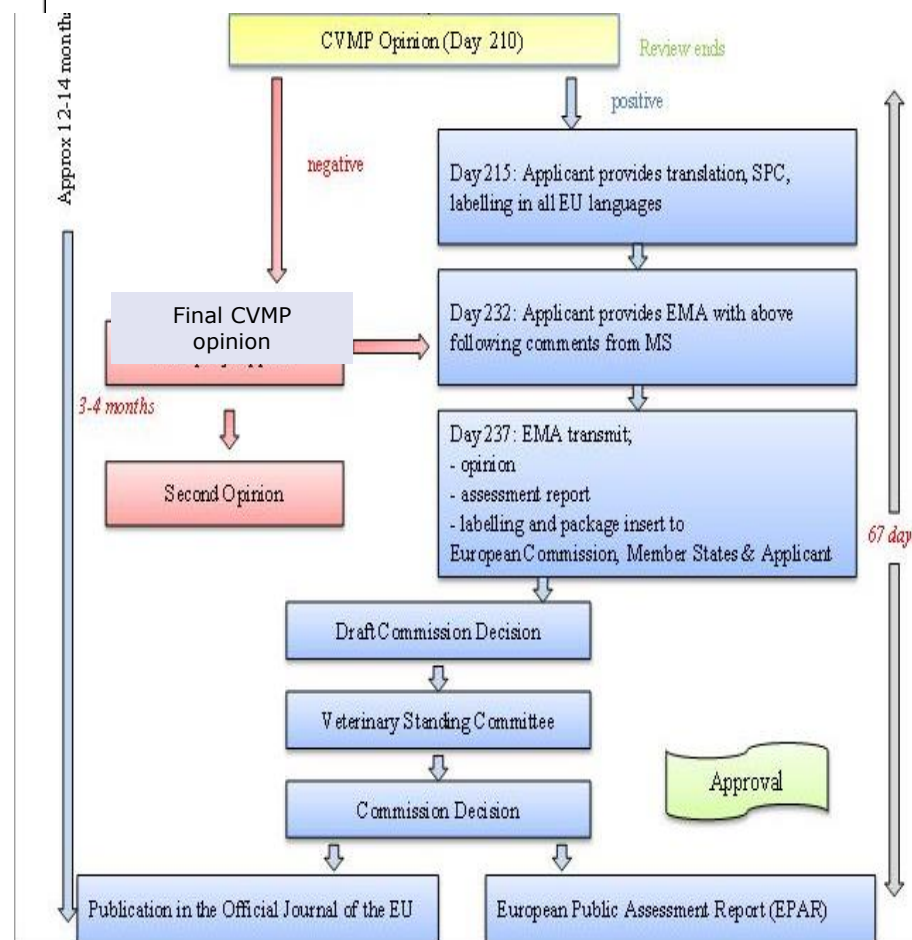 Approx 12-14 month
CVMP Opinion (Day 210)
Review ends
positive
negative
Day 215: Applicant provides translation, SPC,
labelling in all EU languages
Final CVMP
opinion
Day 232: Applicant provides EMA with above
following comments from MS
3-4 months
Second Opinion
Day 237: EMA transmit;
- opinion
- assessment report
- labelling and package insert to
European Commission, Member States & Applicant
67 day
Draft Commission Decision
Veterinary Standing Committee
Approval
Commission Decision
Publication in the Official Journal of the EU
European Public Assessment Report (EPAR)